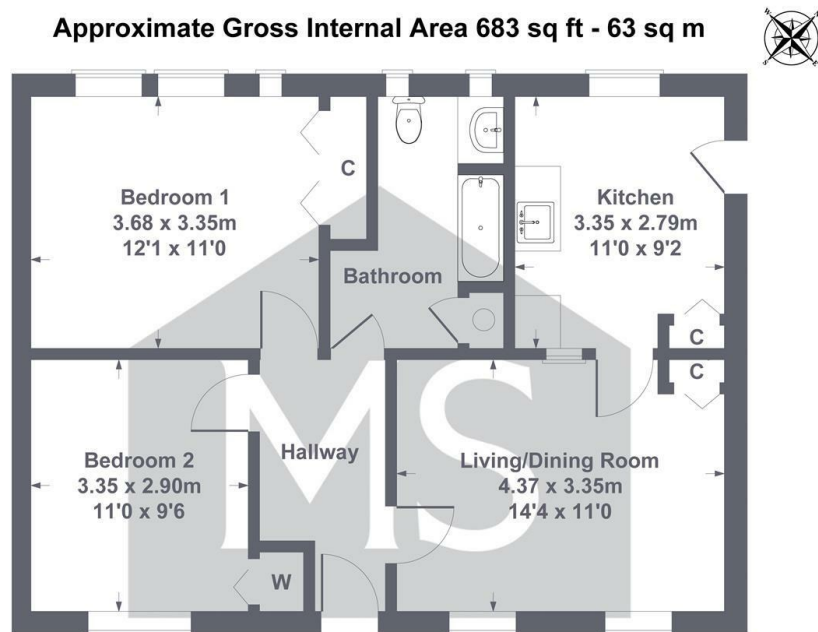 Approximate Gross Internal Area 683 sq ft - 63 sq m
N
W
S
E
Bedroom 1
3.68 x 3.35m
12'1 x 11'0
C
Bathroom
Kitchen
3.35 x 2.79m
11'0 x 9'2
C
C
Bedroom 2
3.35 x 2.90m
11'0 x 9'6
W
Hallway
Living/Dining Room
4.37 x 3.35m
14'4 x 11'0
MS